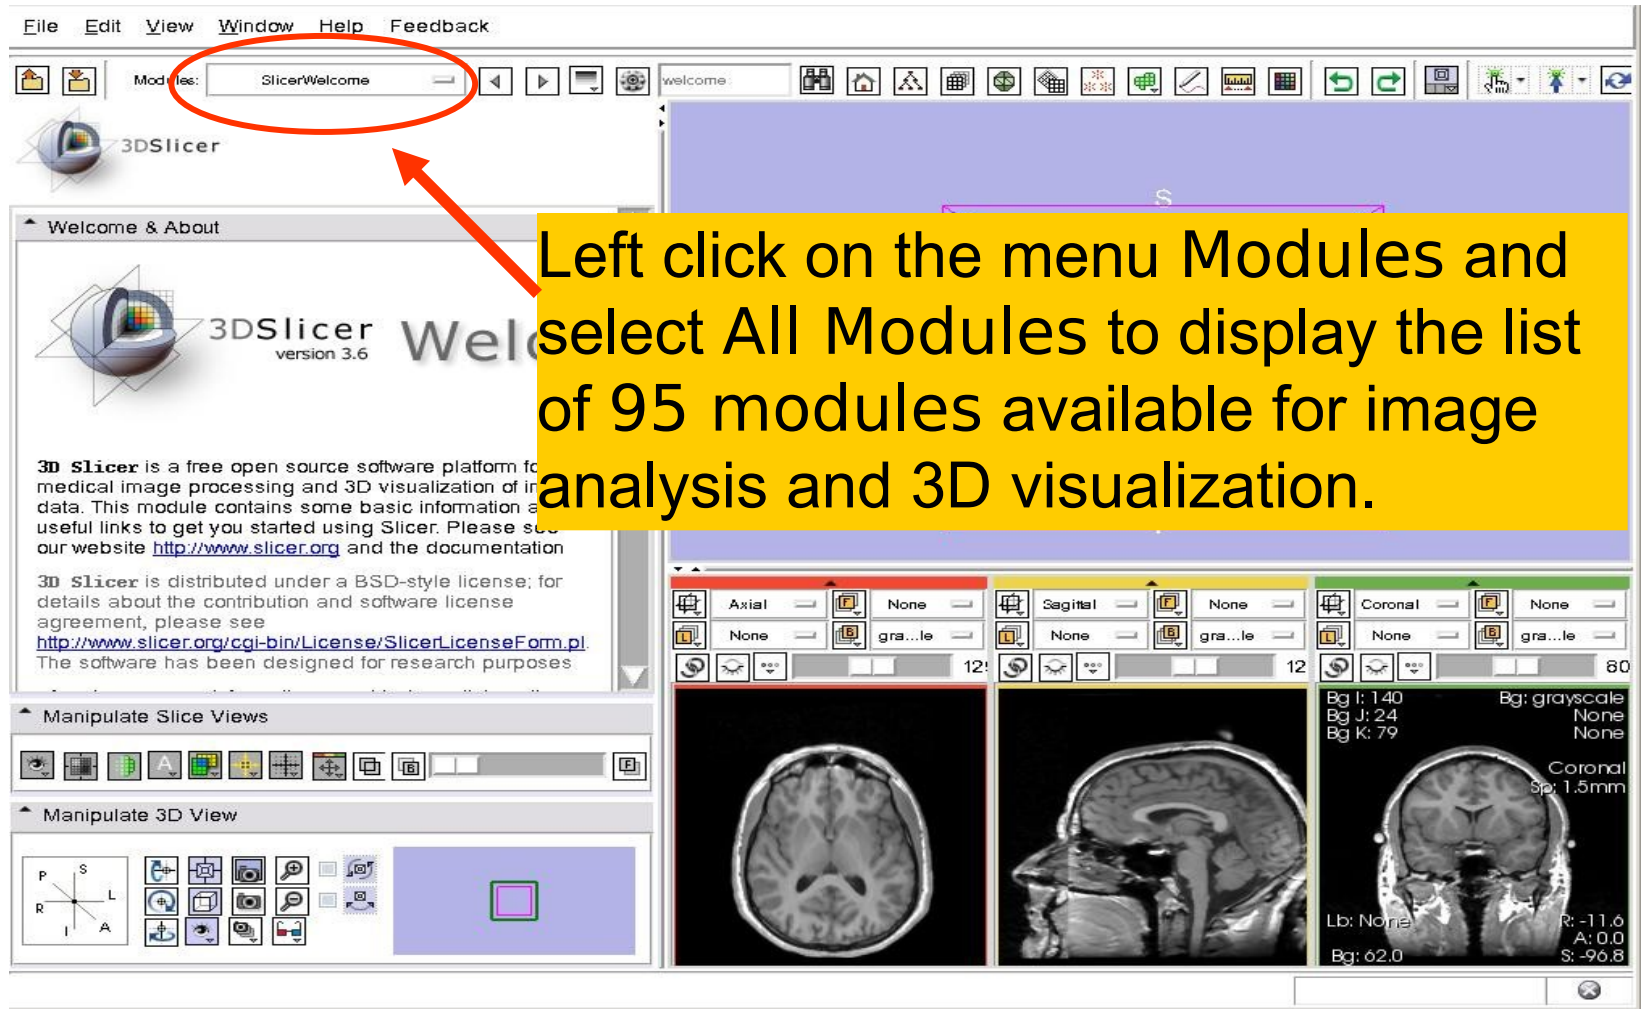 File Edit View Window Help Feedback
Modules: SlicerWelcome welcome
3DSlicer
Welcome & About
3DSlicer
version 3.6
S
Left click on the menu Modules and
select All Modules to display the list
of 95 modules available for image
analysis and 3D visualization.
3D Slicer is a free open source software platform
medical image processing and 3D visualization of
data. This module contains some basic information
useful links to get you started using Slicer. Please
our website http://www.slicer.org and the documentation
3D Slicer is distributed under a BSD-style license; for
details about the contribution and software license
agreement, please see
http://www.slicer.org/cgi-bin/License/SlicerLicenseForm.pl.
The software has been designed for research purposes
Manipulate Slice Views
Manipulate 3D View
P S L R I A
Axial F None
L None B gra...le
Sagittal F None
L None B gra...le
12
Coronal F None
L None B gra...le
80
Bg I: 140
Bg J: 24
Bg K: 79
Bg: grayscale
None
None
Coronal
Sp: 1.5mm
Lb: None
Bg: 62.0
R: -11.6
A: 0.0
S: -96.8